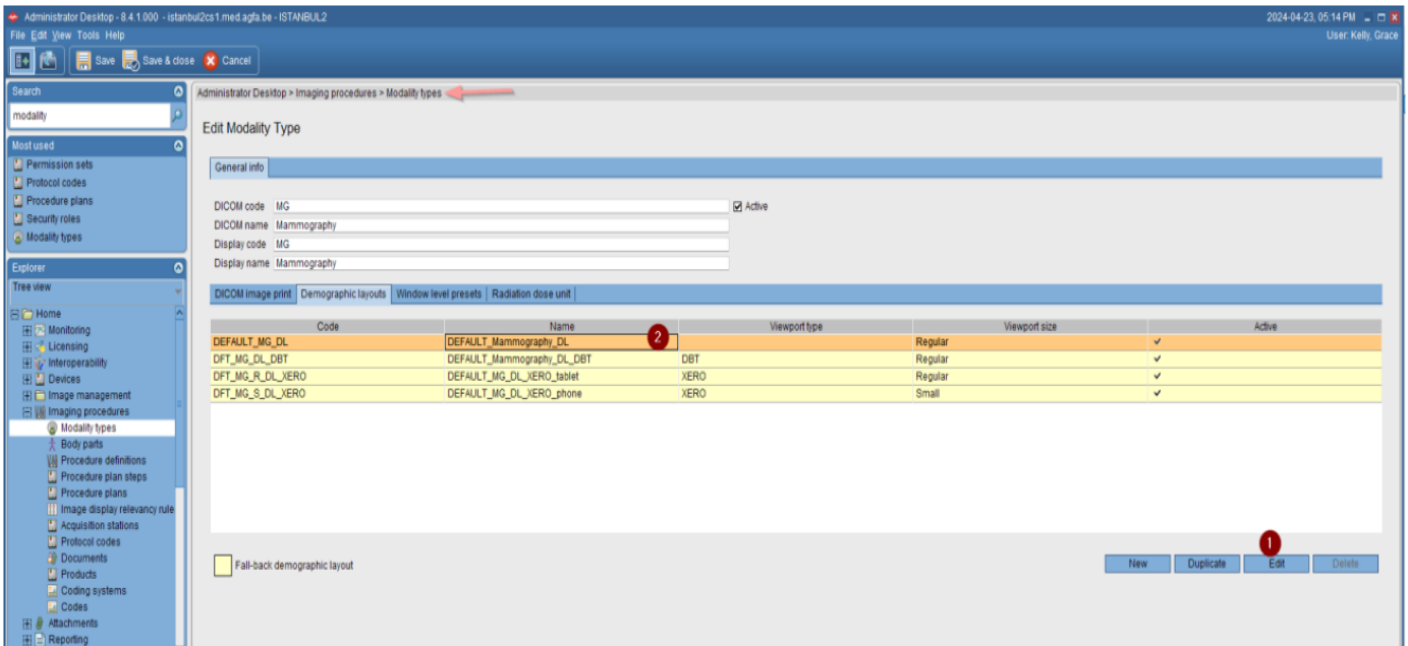 Administrator Desktop - 8.4.1.000 - istanbul2cs1.med.agfa.be - ISTANBUL2
2024-04-23, 05:14 PM
File Edit View Tools Help
User: Kelly, Grace
Save Save & close Cancel
Search
modality
Most used
Permission sets
Protocol codes
Procedure plans
Security roles
Modality types
Explorer
Tree view
Home
Monitoring
Licensing
Interoperability
Devices
Image management
Imaging procedures
Modality types
Body parts
Procedure definitions
Procedure plan steps
Procedure plans
Image display relevancy rule
Acquisition stations
Protocol codes
Documents
Products
Coding systems
Codes
Attachments
Reporting
Administrator Desktop > Imaging procedures > Modality types
Edit Modality Type
General info
DICOM code MG Active
DICOM name Mammography
Display code MG
Display name Mammography
DICOM image print Demographic layouts Window level presets Radiation dose unit
Code Name Viewport type Viewport size Active
DEFAULT_MG_DL DEFAULT_Mammography_DL 2 Regular
DFT_MG_DL_DBT DEFAULT_Mammography_DL_DBT DBT Regular
DFT_MG_R_DL_XERO DEFAULT_MG_DL_XERO_tablet XERO Regular
DFT_MG_S_DL_XERO DEFAULT_MG_DL_XERO_phone XERO Small
1
Fall-back demographic layout
New Duplicate Edit Delete